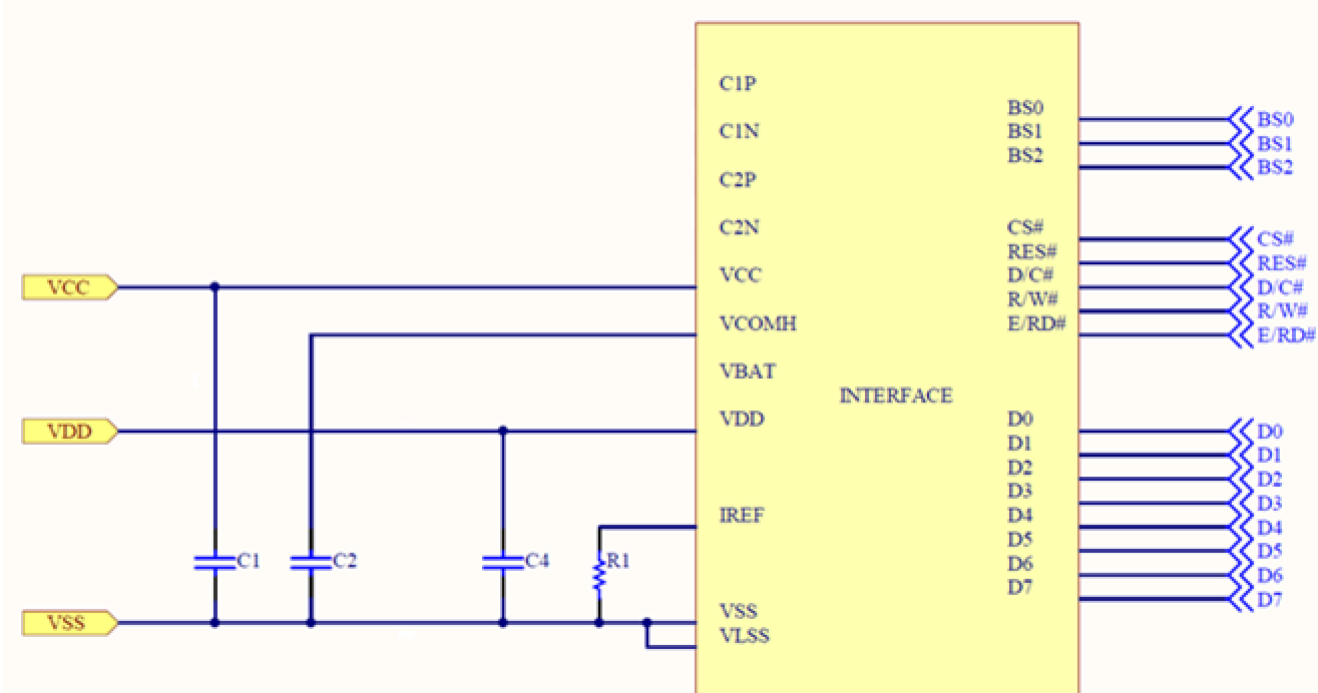 C1P
BS0
C1N
BS1
BS2
C2P
C2N
CS#
RES#
VCC
D/C#
R/W#
VCOMH
E/RD#
VBAT
INTERFACE
VDD
D0
D1
D2
D3
IREF
D4
D5
D6
D7
VSS
VLSS
BS0
BS1
BS2
CS#
RES#
D/C#
R/W#
E/RD#
D0
D1
D2
D3
D4
D5
D6
D7
VCC
VDD
VSS
C1
C2
C4
R1